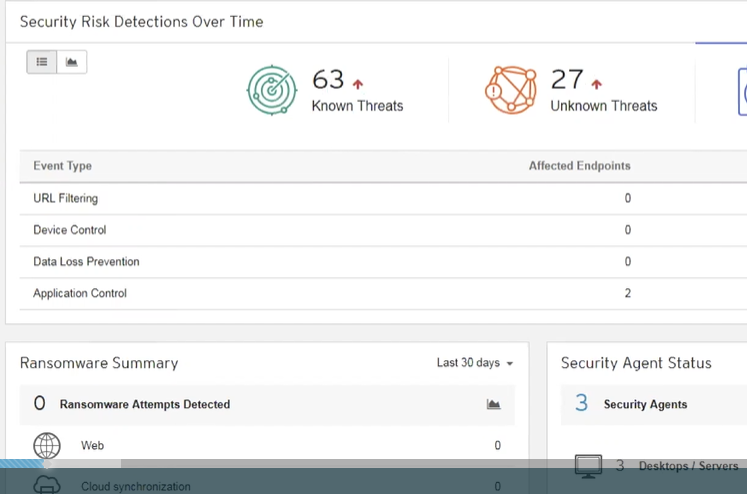 Security Risk Detections Over Time
63
Known Threats
27
Unknown Threats
Event Type Affected Endpoints
URL Filtering 0
Device Control 0
Data Loss Prevention 0
Application Control 2
Ransomware Summary Last 30 days
0 Ransomware Attempts Detected
Web 0
Cloud synchronization 0
Security Agent Status
3 Security Agents
3 Desktops / Servers